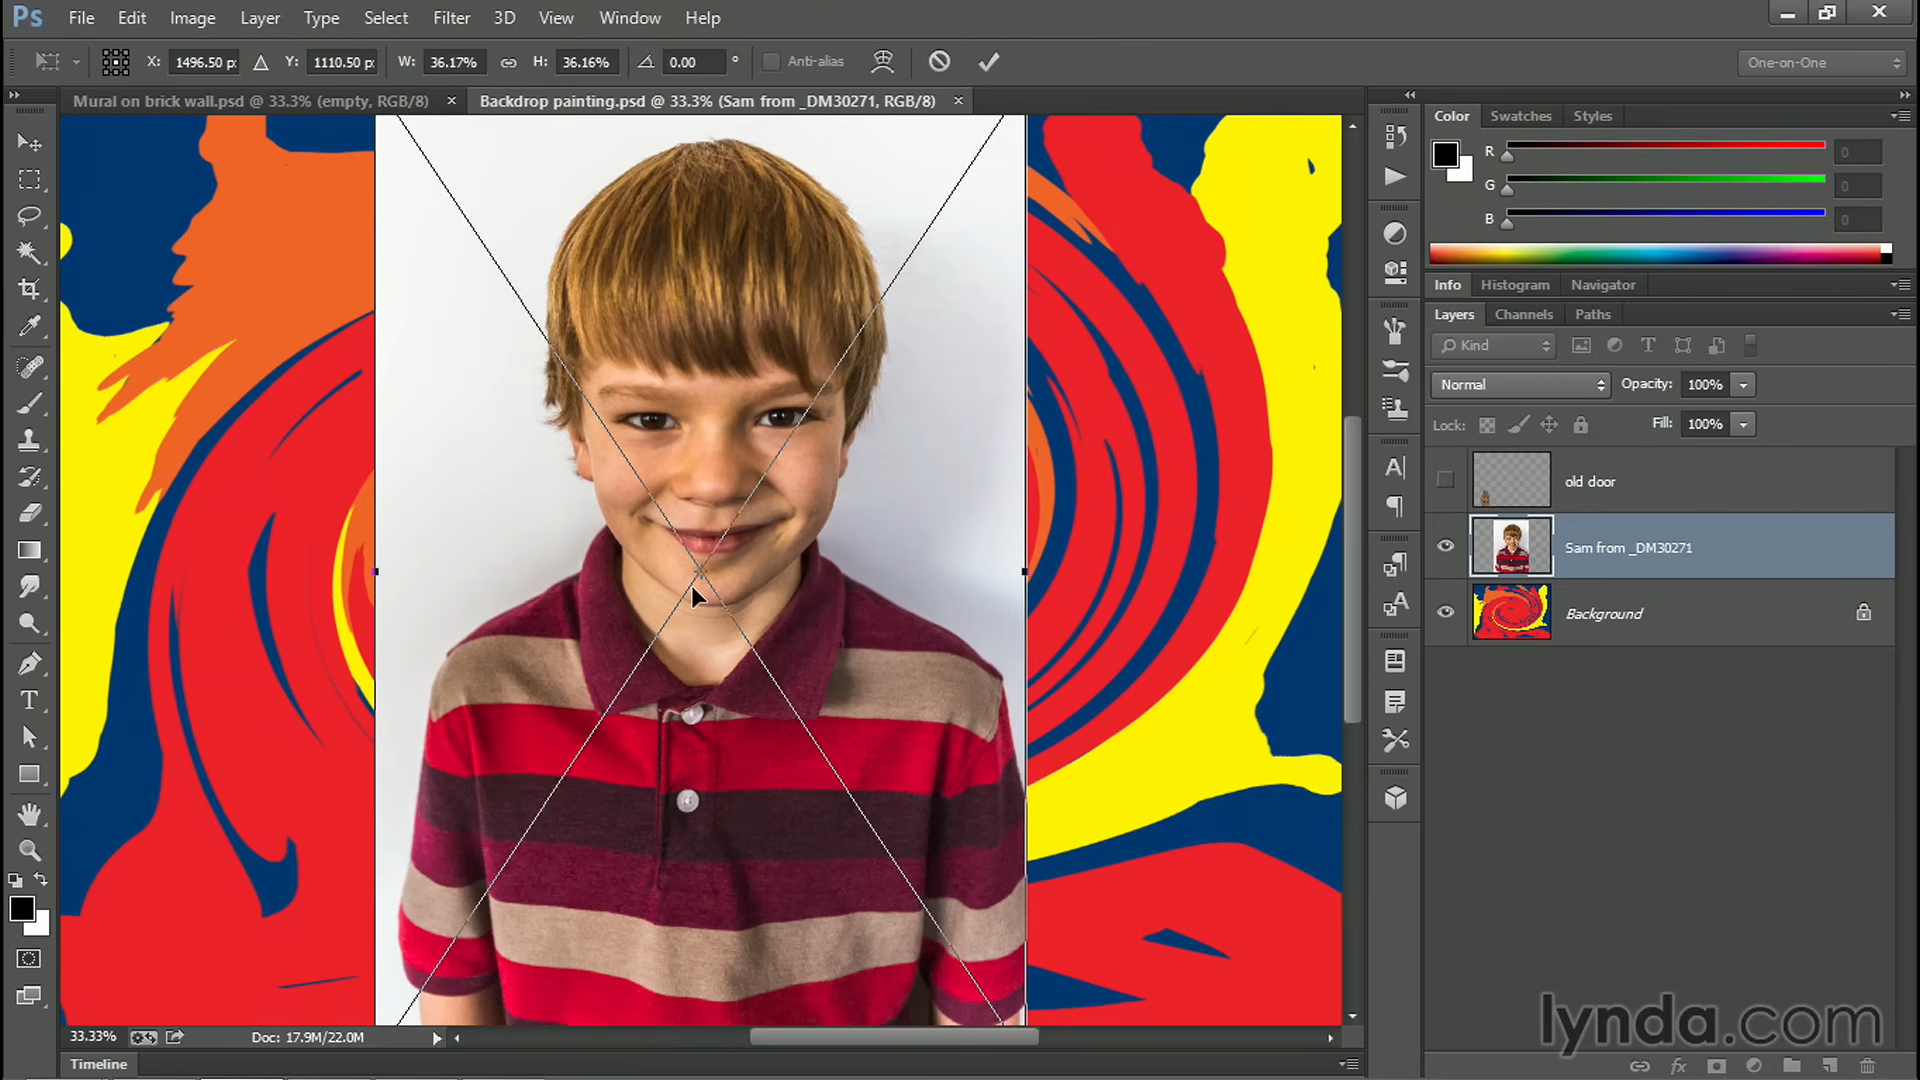 Ps File Edit Image Layer Type Select Filter 3D View Window Help
X: 1496.50 p: Y: 1110.50 p: W: 36.17% H: 36.16% 0.00 ° Anti-alias One-on-One
Mural on brick wall.psd @ 33.3% (empty, RGB/8) Backdrop painting.psd @ 33.3% (Sam from _DM30271, RGB/8)
Color Swatches Styles
R 0
G 0
B 0
Info Histogram Navigator
Layers Channels Paths
Kind
Normal Opacity: 100%
Lock: Fill: 100%
old door
Sam from _DM30271
Background
lynda.com
33.33% Doc: 17.9M/22.0M
Timeline
fx